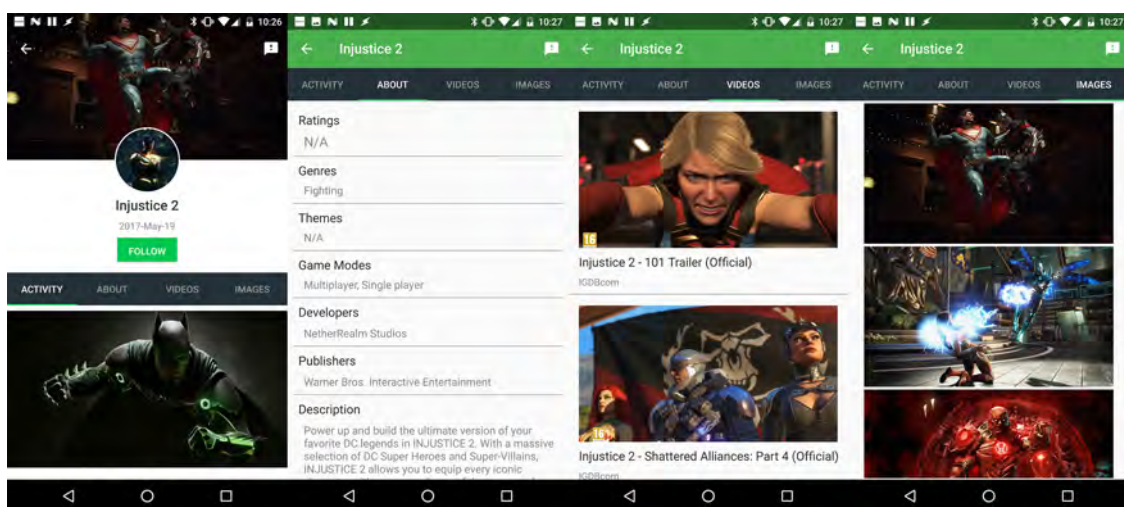 10:26
Injustice 2
2017-May-19
FOLLOW
ACTIVITY ABOUT VIDEOS IMAGES
10:27
Injustice 2
ACTIVITY ABOUT VIDEOS IMAGES
Ratings
N/A
Genres
Fighting
Themes
N/A
Game Modes
Multiplayer, Single player
Developers
NetherRealm Studios
Publishers
Warner Bros. Interactive Entertainment
Description
Power up and build the ultimate version of your
favorite DC legends in INJUSTICE 2. With a massive
selection of DC Super Heroes and Super-Villains,
INJUSTICE 2 allows you to equip every iconic
10:27
Injustice 2
ACTIVITY ABOUT VIDEOS IMAGES
16
Injustice 2 - 101 Trailer (Official)
IGDBcom
16
Injustice 2 - Shattered Alliances: Part 4 (Official)
IGDBcom
10:27
Injustice 2
ACTIVITY ABOUT VIDEOS IMAGES